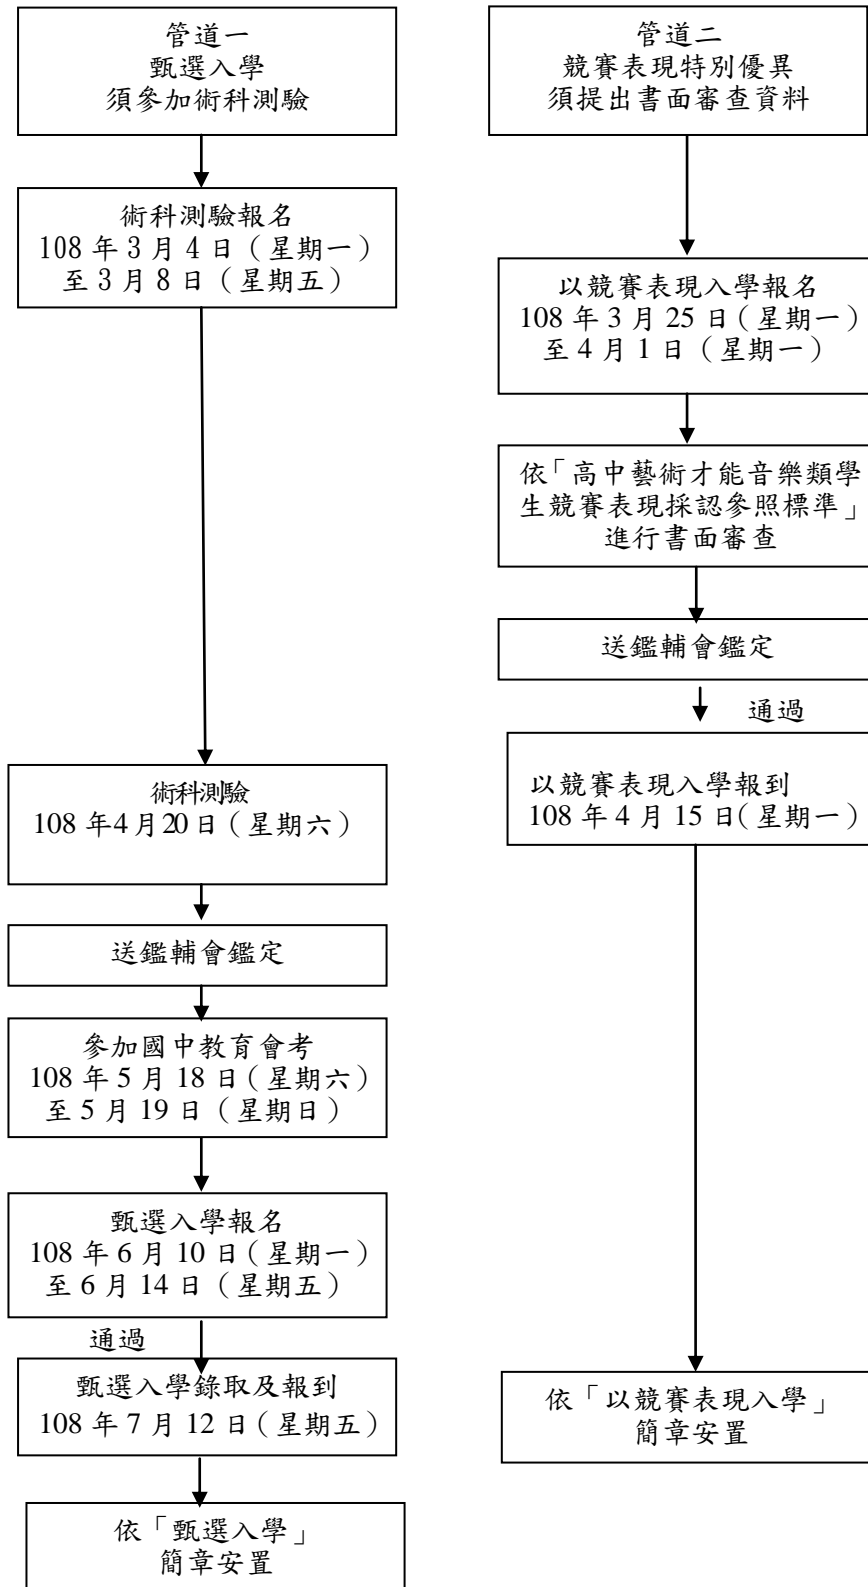 管道一
甄選入學
須參加術科測驗
術科測驗報名
108 年 3 月 4 日（星期一）
至 3 月 8 日（星期五）
術科測驗
108 年4 月20 日（星期六）
送鑑輔會鑑定
參加國中教育會考
108 年 5 月 18 日（星期六）
至 5 月 19 日（星期日）
甄選入學報名
108 年 6 月 10 日（星期一）
至 6 月 14 日（星期五）
通過
甄選入學錄取及報到
108 年 7 月 12 日（星期五）
依「甄選入學」
簡章安置
管道二
競賽表現特別優異
須提出書面審查資料
以競賽表現入學報名
108 年 3 月 25 日（星期一）
至 4 月 1 日（星期一）
依「高中藝術才能音樂類學
生競賽表現採認參照標準」
進行書面審查
送鑑輔會鑑定
通過
以競賽表現入學報到
108 年 4 月 15 日（星期一）
依「以競賽表現入學」
簡章安置